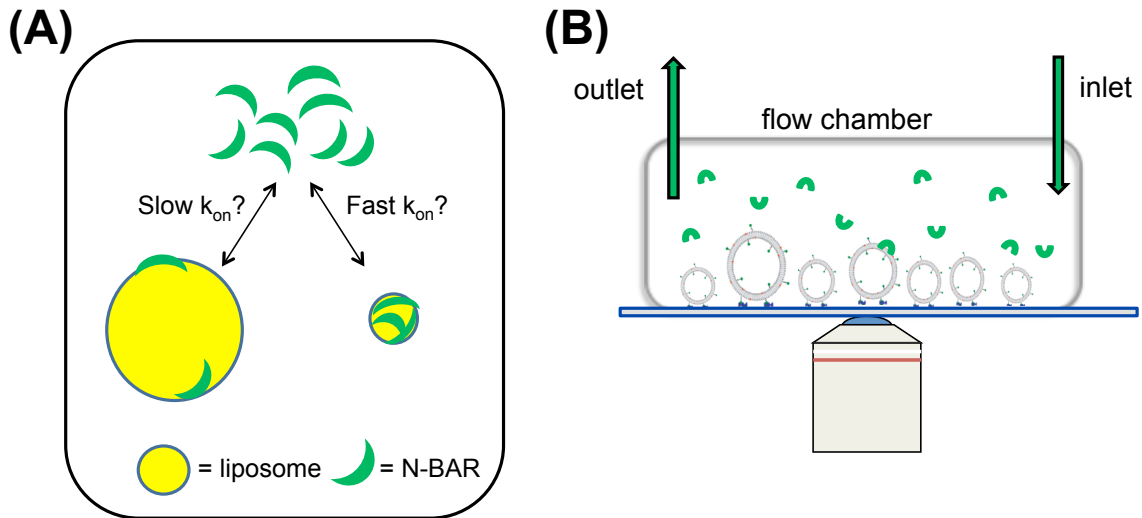 (A)
Slow kon?
Fast kon?
= liposome
= N-BAR
(B)
outlet
inlet
flow chamber